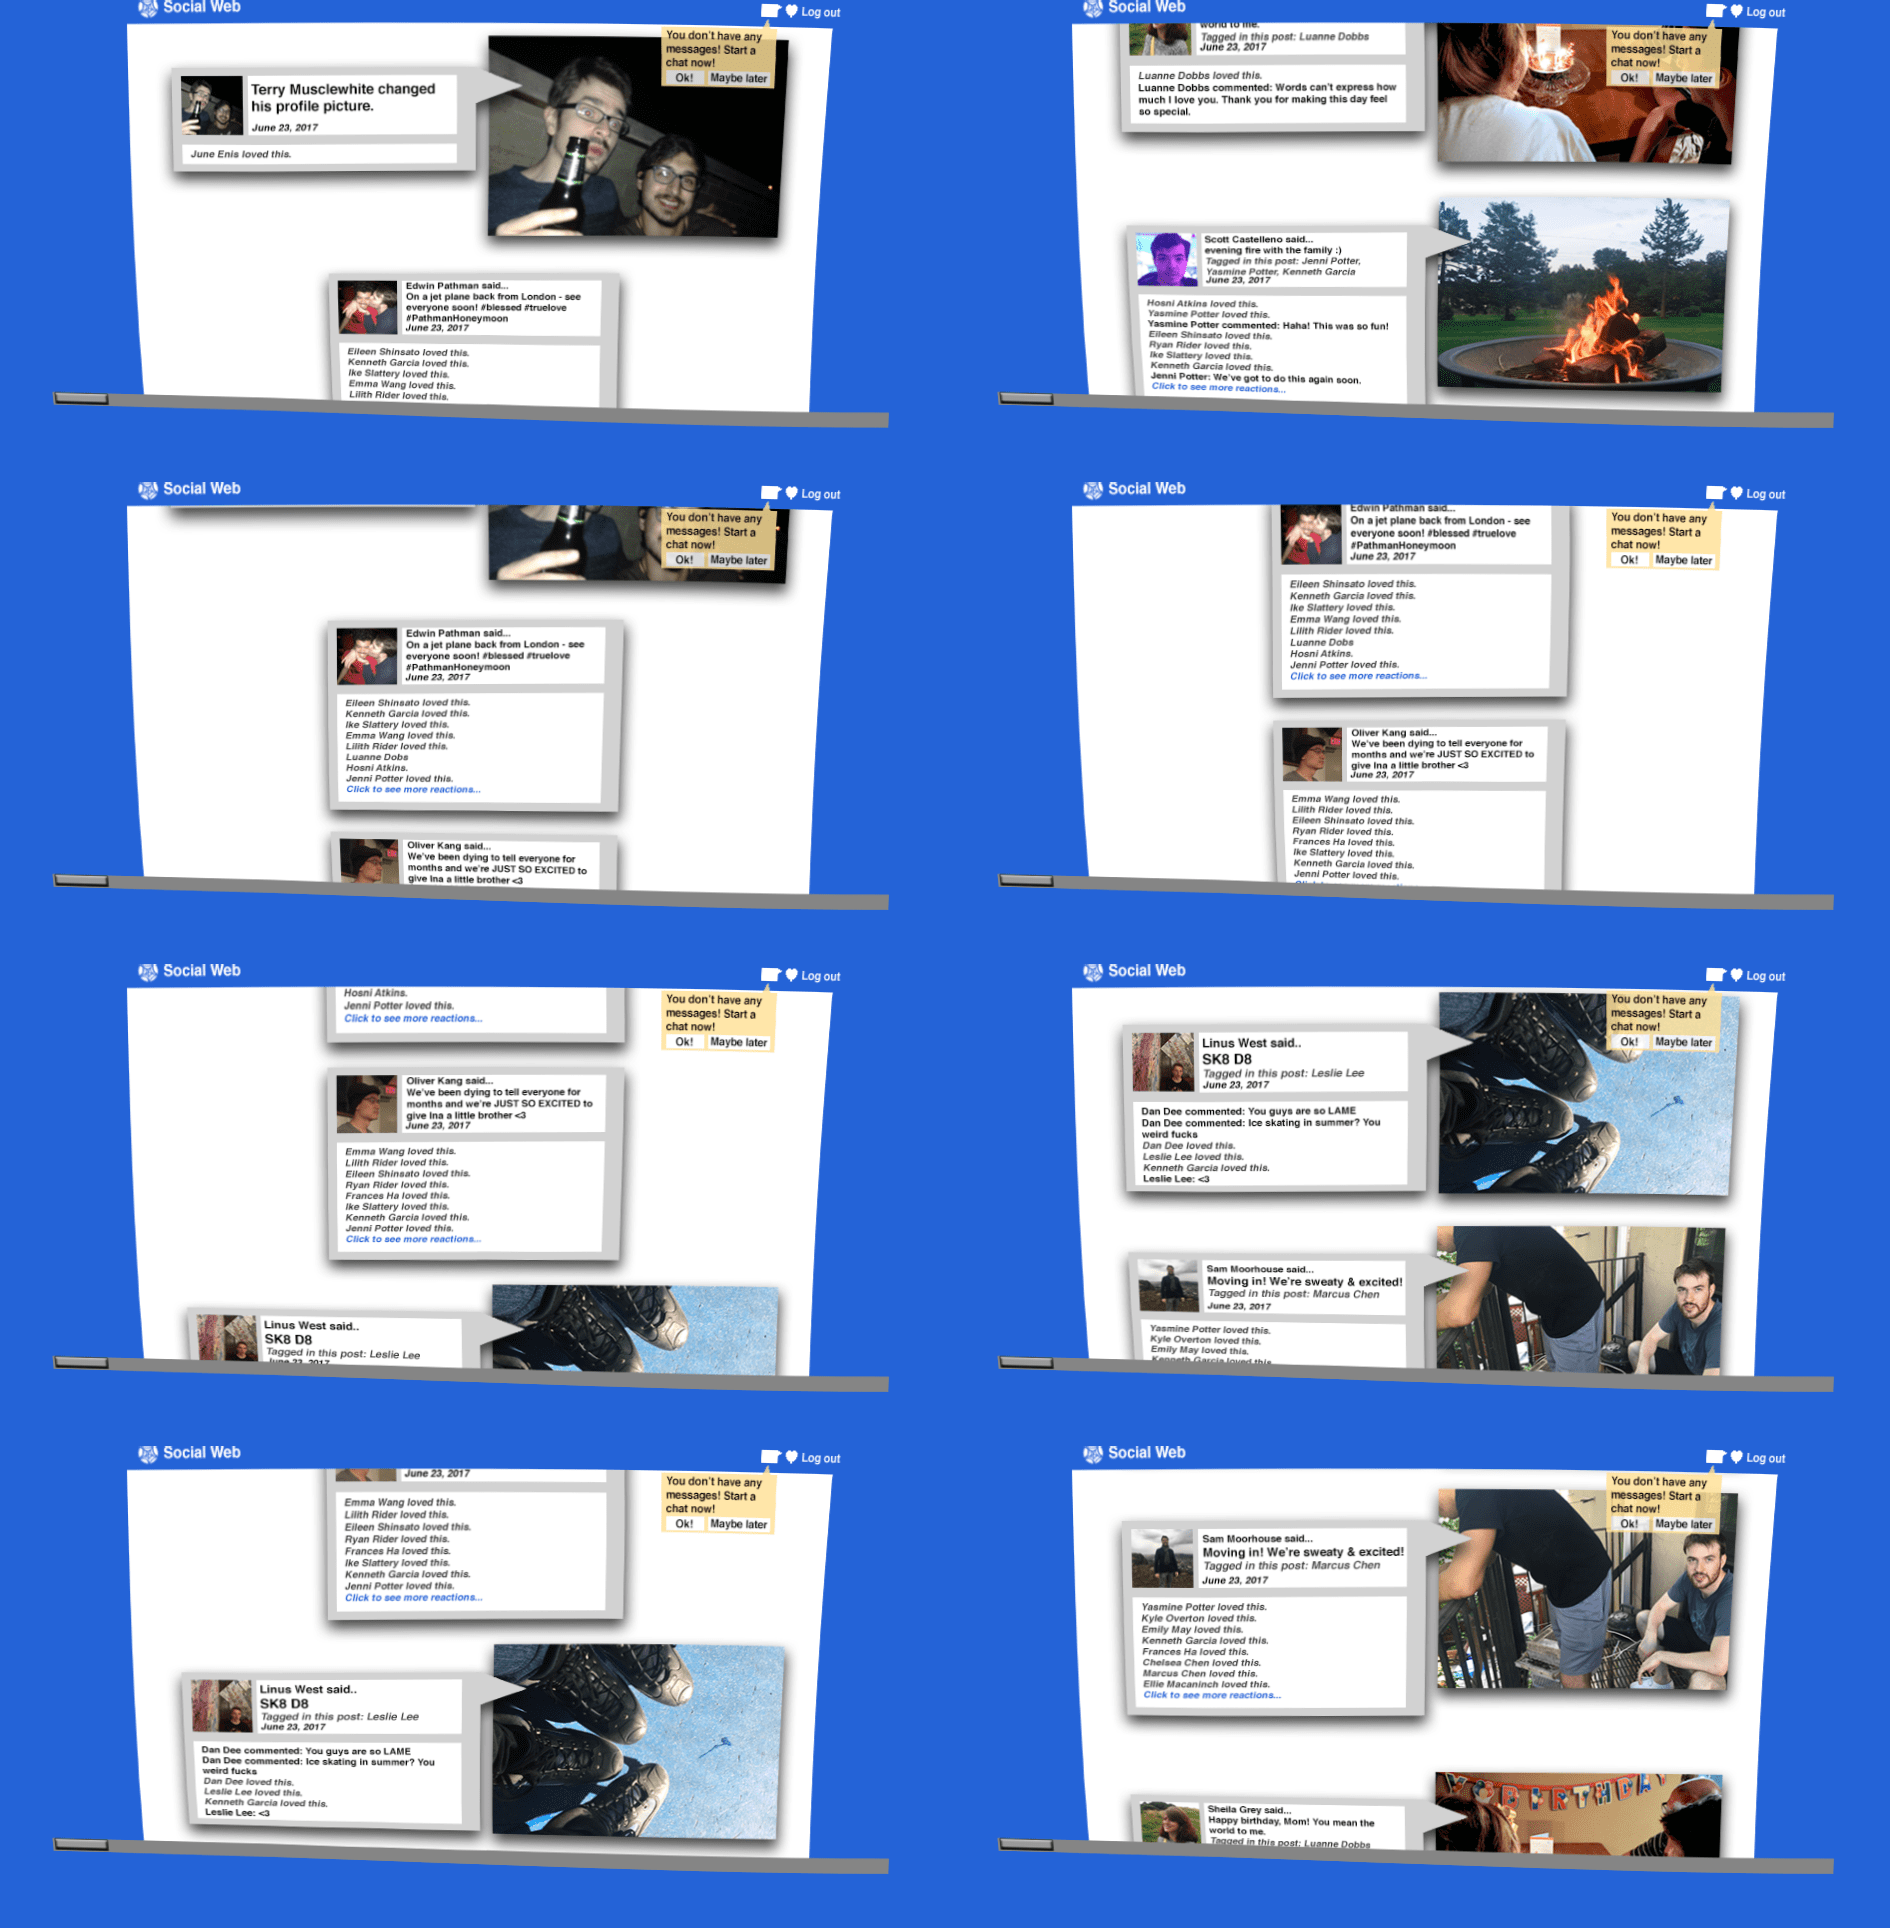 Social Web
Log out
You don't have any
messages! Start a
chat now!
Ok! Maybe later
Terry Musclewhite changed
his profile picture.
June 23, 2017
June Enis loved this.
Edwin Pathman said...
On a jet plane back from London - see
everyone soon! #blessed #truelove
#PathmanHoneymoon
June 23, 2017
Eileen Shinsato loved this.
Kenneth Garcia loved this.
Ike Slattery loved this.
Emma Wang loved this.
Lilith Rider loved this.
Social Web
Log out
You don't have any
messages! Start a
chat now!
Ok! Maybe later
world to me.
Tagged in this post: Luanne Dobbs
June 23, 2017
Luanne Dobbs loved this.
Luanne Dobbs commented: Words can't express how
much I love you. Thank you for making this day feel
so special.
Scott Castelleno said...
evening fire with the family :)
Tagged in this post: Jenni Potter,
Yasmine Potter, Kenneth Garcia
June 23, 2017
Hosni Atkins loved this.
Yasmine Potter loved this.
Yasmine Potter commented: Haha! This was so fun!
Eileen Shinsato loved this.
Ryan Rider loved this.
Ike Slattery loved this.
Kenneth Garcia loved this.
Jenni Potter: We've got to do this again soon.
Click to see more reactions...
Social Web
Log out
You don't have any
messages! Start a
chat now!
Ok! Maybe later
Edwin Pathman said...
On a jet plane back from London - see
everyone soon! #blessed #truelove
#PathmanHoneymoon
June 23, 2017
Eileen Shinsato loved this.
Kenneth Garcia loved this.
Ike Slattery loved this.
Emma Wang loved this.
Lilith Rider loved this.
Luanne Dobs
Hosni Atkins.
Jenni Potter loved this.
Click to see more reactions...
Oliver Kang said...
We've been dying to tell everyone for
months and we're JUST SO EXCITED to
give Ina a little brother <3
Social Web
Log out
You don't have any
messages! Start a
chat now!
Ok! Maybe later
Edwin Pathman said...
On a jet plane back from London - see
everyone soon! #blessed #truelove
#PathmanHoneymoon
June 23, 2017
Eileen Shinsato loved this.
Kenneth Garcia loved this.
Ike Slattery loved this.
Emma Wang loved this.
Lilith Rider loved this.
Luanne Dobs
Hosni Atkins.
Jenni Potter loved this.
Click to see more reactions...
Oliver Kang said...
We've been dying to tell everyone for
months and we're JUST SO EXCITED to
give Ina a little brother <3
June 23, 2017
Emma Wang loved this.
Lilith Rider loved this.
Eileen Shinsato loved this.
Ryan Rider loved this.
Frances Ha loved this.
Ike Slattery loved this.
Kenneth Garcia loved this.
Jenni Potter loved this.
Social Web
Log out
You don't have any
messages! Start a
chat now!
Ok! Maybe later
Hosni Atkins.
Jenni Potter loved this.
Click to see more reactions...
Oliver Kang said...
We've been dying to tell everyone for
months and we're JUST SO EXCITED to
give Ina a little brother <3
June 23, 2017
Emma Wang loved this.
Lilith Rider loved this.
Eileen Shinsato loved this.
Ryan Rider loved this.
Frances Ha loved this.
Ike Slattery loved this.
Kenneth Garcia loved this.
Jenni Potter loved this.
Click to see more reactions...
Linus West said..
SK8 D8
Tagged in this post: Leslie Lee
June 23, 2017
Social Web
Log out
You don't have any
messages! Start a
chat now!
Ok! Maybe later
Linus West said..
SK8 D8
Tagged in this post: Leslie Lee
June 23, 2017
Dan Dee commented: You guys are so LAME
Dan Dee commented: Ice skating in summer? You
weird fucks
Dan Dee loved this.
Leslie Lee loved this.
Kenneth Garcia loved this.
Leslie Lee: <3
Sam Moorhouse said...
Moving in! We're sweaty & excited!
Tagged in this post: Marcus Chen
June 23, 2017
Yasmine Potter loved this.
Kyle Overton loved this.
Emily May loved this.
Kenneth Garcia loved this.
Social Web
Log out
You don't have any
messages! Start a
chat now!
Ok! Maybe later
June 23, 2017
Emma Wang loved this.
Lilith Rider loved this.
Eileen Shinsato loved this.
Ryan Rider loved this.
Frances Ha loved this.
Ike Slattery loved this.
Kenneth Garcia loved this.
Jenni Potter loved this.
Click to see more reactions...
Linus West said..
SK8 D8
Tagged in this post: Leslie Lee
June 23, 2017
Dan Dee commented: You guys are so LAME
Dan Dee commented: Ice skating in summer? You
weird fucks
Dan Dee loved this.
Leslie Lee loved this.
Kenneth Garcia loved this.
Leslie Lee: <3
Social Web
Log out
You don't have any
messages! Start a
chat now!
Ok! Maybe later
Sam Moorhouse said...
Moving in! We're sweaty & excited!
Tagged in this post: Marcus Chen
June 23, 2017
Yasmine Potter loved this.
Kyle Overton loved this.
Emily May loved this.
Kenneth Garcia loved this.
Frances Ha loved this.
Chelsea Chen loved this.
Marcus Chen loved this.
Ellie Macaninch loved this.
Click to see more reactions...
BIRTHDA
Sheila Grey said...
Happy birthday, Mom! You mean the
world to me.
Tagged in this post: Luanne Dobbs